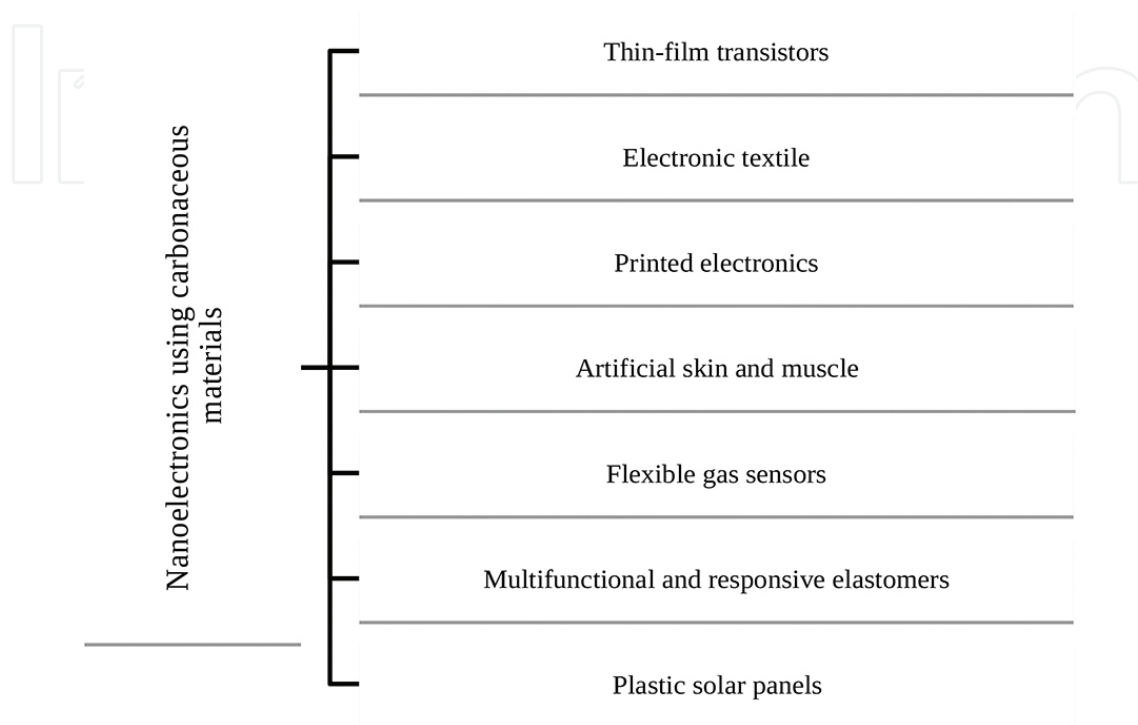 Nanoelectronics using carbonaceous
materials
Thin-film transistors
Electronic textile
Printed electronics
Artificial skin and muscle
Flexible gas sensors
Multifunctional and responsive elastomers
Plastic solar panels